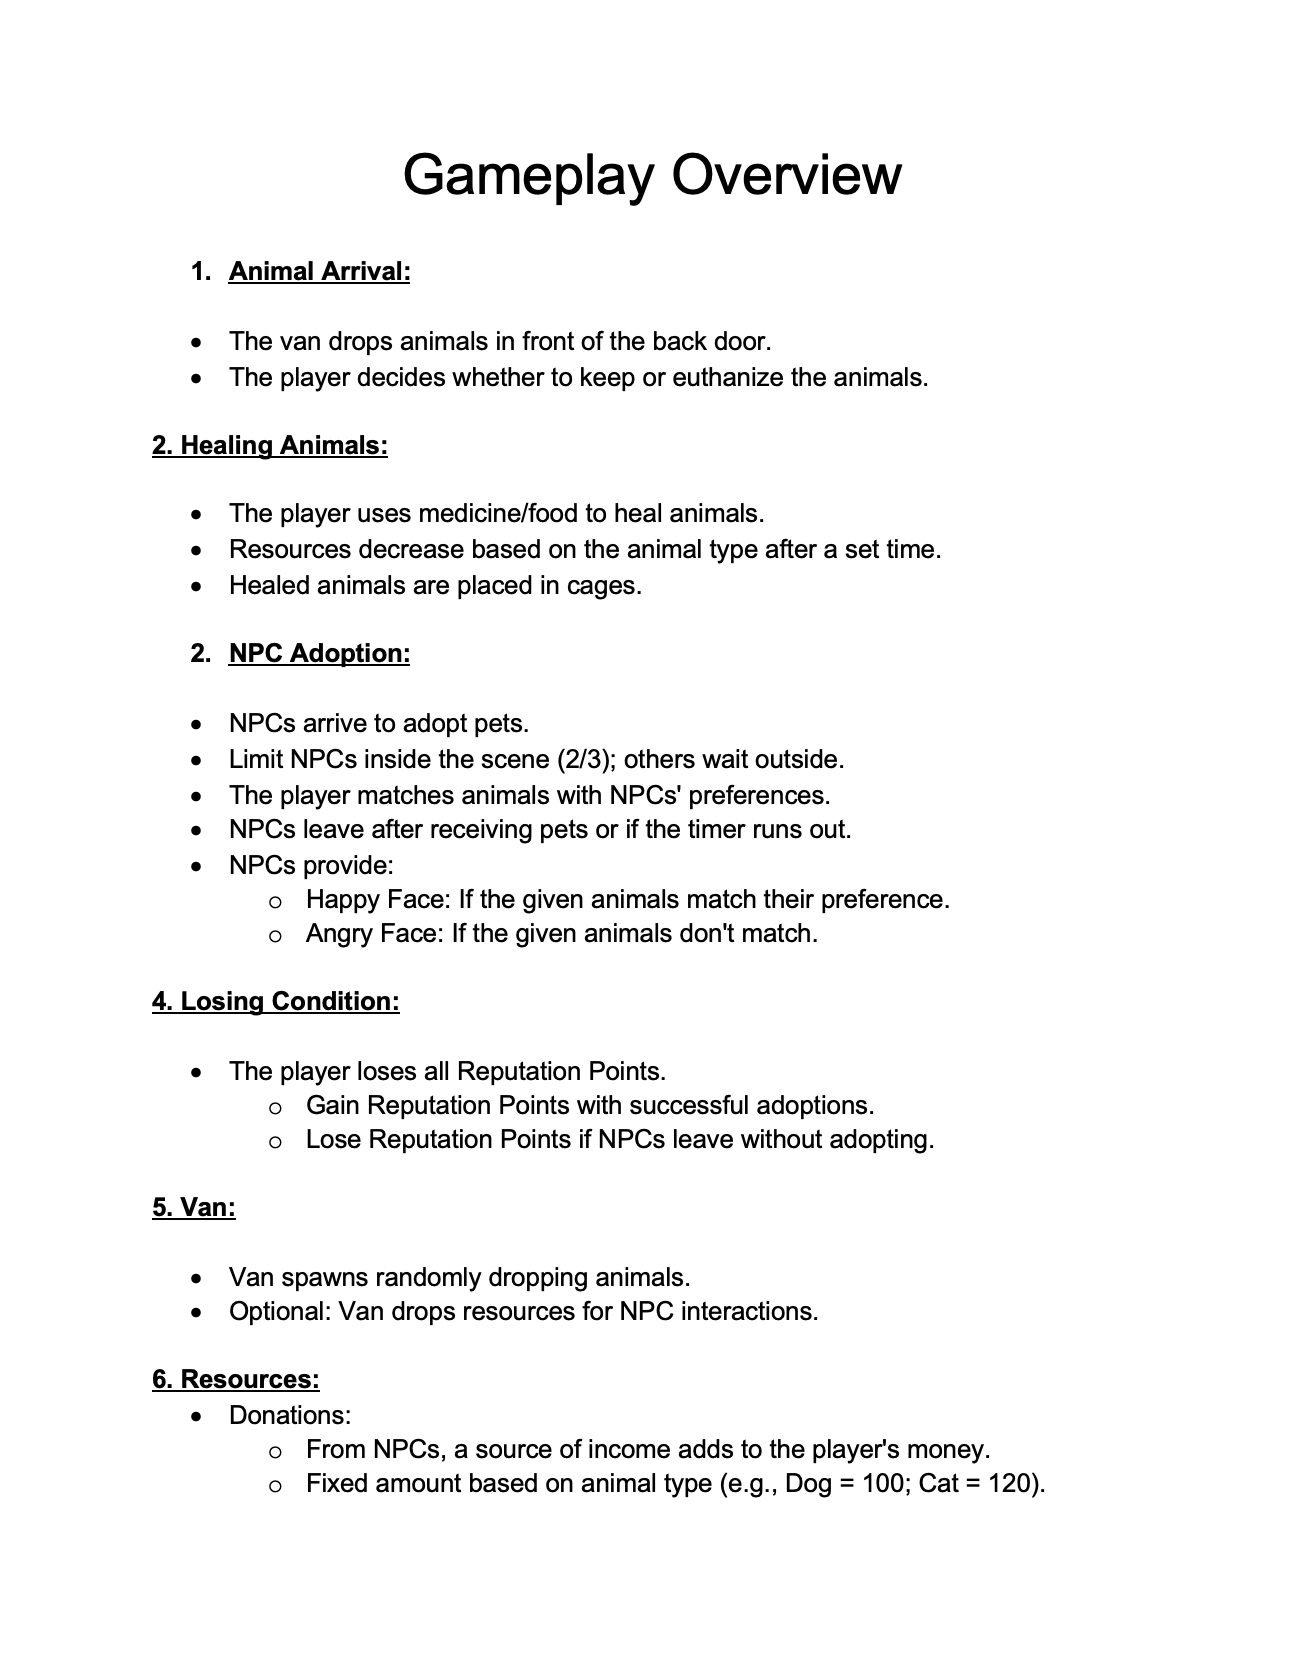 Gameplay Overview
1. Animal Arrival:
• The van drops animals in front of the back door.
• The player decides whether to keep or euthanize the animals.
2. Healing Animals:
• The player uses medicine/food to heal animals.
• Resources decrease based on the animal type after a set time.
• Healed animals are placed in cages.
2. NPC Adoption:
• NPCs arrive to adopt pets.
• Limit NPCs inside the scene (2/3); others wait outside.
• The player matches animals with NPCs' preferences.
• NPCs leave after receiving pets or if the timer runs out.
• NPCs provide:
o Happy Face: If the given animals match their preference.
o Angry Face: If the given animals don't match.
4. Losing Condition:
• The player loses all Reputation Points.
o Gain Reputation Points with successful adoptions.
o Lose Reputation Points if NPCs leave without adopting.
5. Van:
• Van spawns randomly dropping animals.
• Optional: Van drops resources for NPC interactions.
6. Resources:
• Donations:
o From NPCs, a source of income adds to the player's money.
o Fixed amount based on animal type (e.g., Dog = 100; Cat = 120).